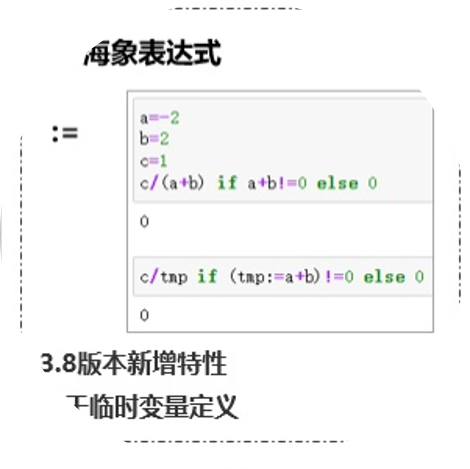 海象表达式
:=
a=-2
b=2
c=1
c/(a+b) if a+b!=0 else 0
0
c/tmp if (tmp:=a+b)!=0 else 0
0
3.8版本新增特性
于临时变量定义